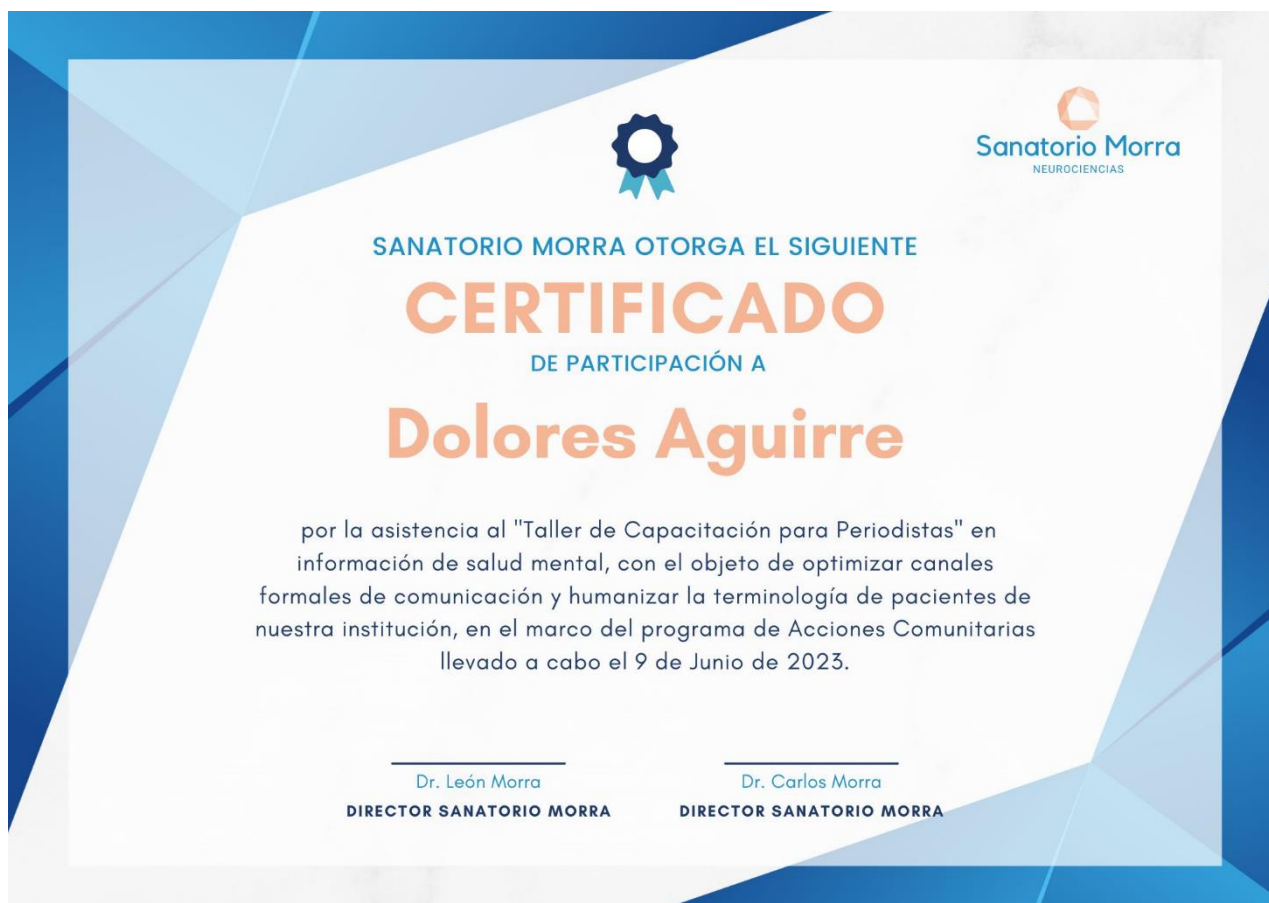 Sanatorio Morra
NEUROCIENCIAS
SANATORIO MORRA OTORGA EL SIGUIENTE
CERTIFICADO
DE PARTICIPACIÓN A
Dolores Aguirre
por la asistencia al "Taller de Capacitación para Periodistas" en
información de salud mental, con el objeto de optimizar canales
formales de comunicación y humanizar la terminología de pacientes de
nuestra institución, en el marco del programa de Acciones Comunitarias
llevado a cabo el 9 de Junio de 2023.
Dr. León Morra
DIRECTOR SANATORIO MORRA
Dr. Carlos Morra
DIRECTOR SANATORIO MORRA